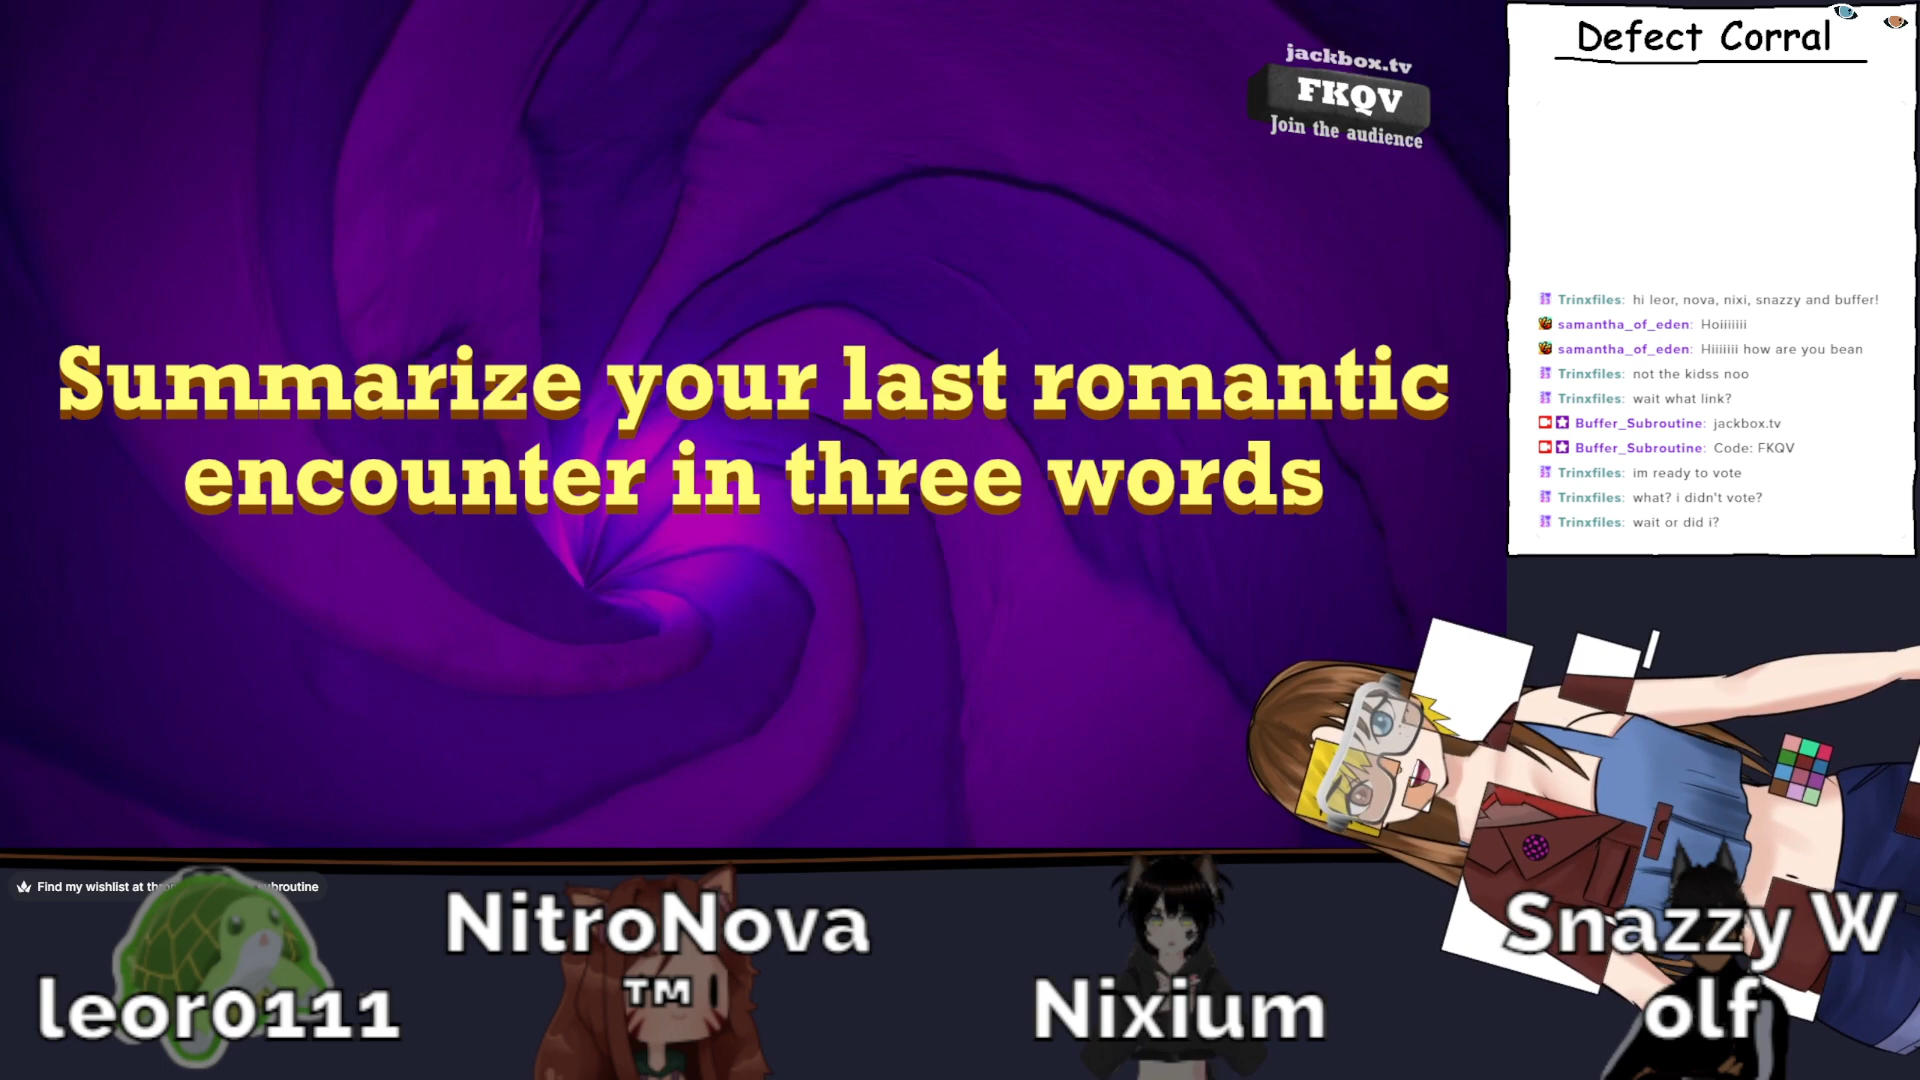 jackbox.tv
FKQV
Join the audience
Summarize your last romantic
encounter in three words
Defect Corral
Trinxfiles: hi leor, nova, nixi, snazzy and buffer!
samantha_of_eden: Hoiiiiiii
samantha_of_eden: Hiiiiiii how are you bean
Trinxfiles: not the kidss noo
Trinxfiles: wait what link?
Buffer_Subroutine: jackbox.tv
Buffer_Subroutine: Code: FKQV
Trinxfiles: im ready to vote
Trinxfiles: what? i didn't vote?
Trinxfiles: wait or did i?
Find my wishlist at
leor0111
NitroNova
™
Nixium
Snazzy W
olf